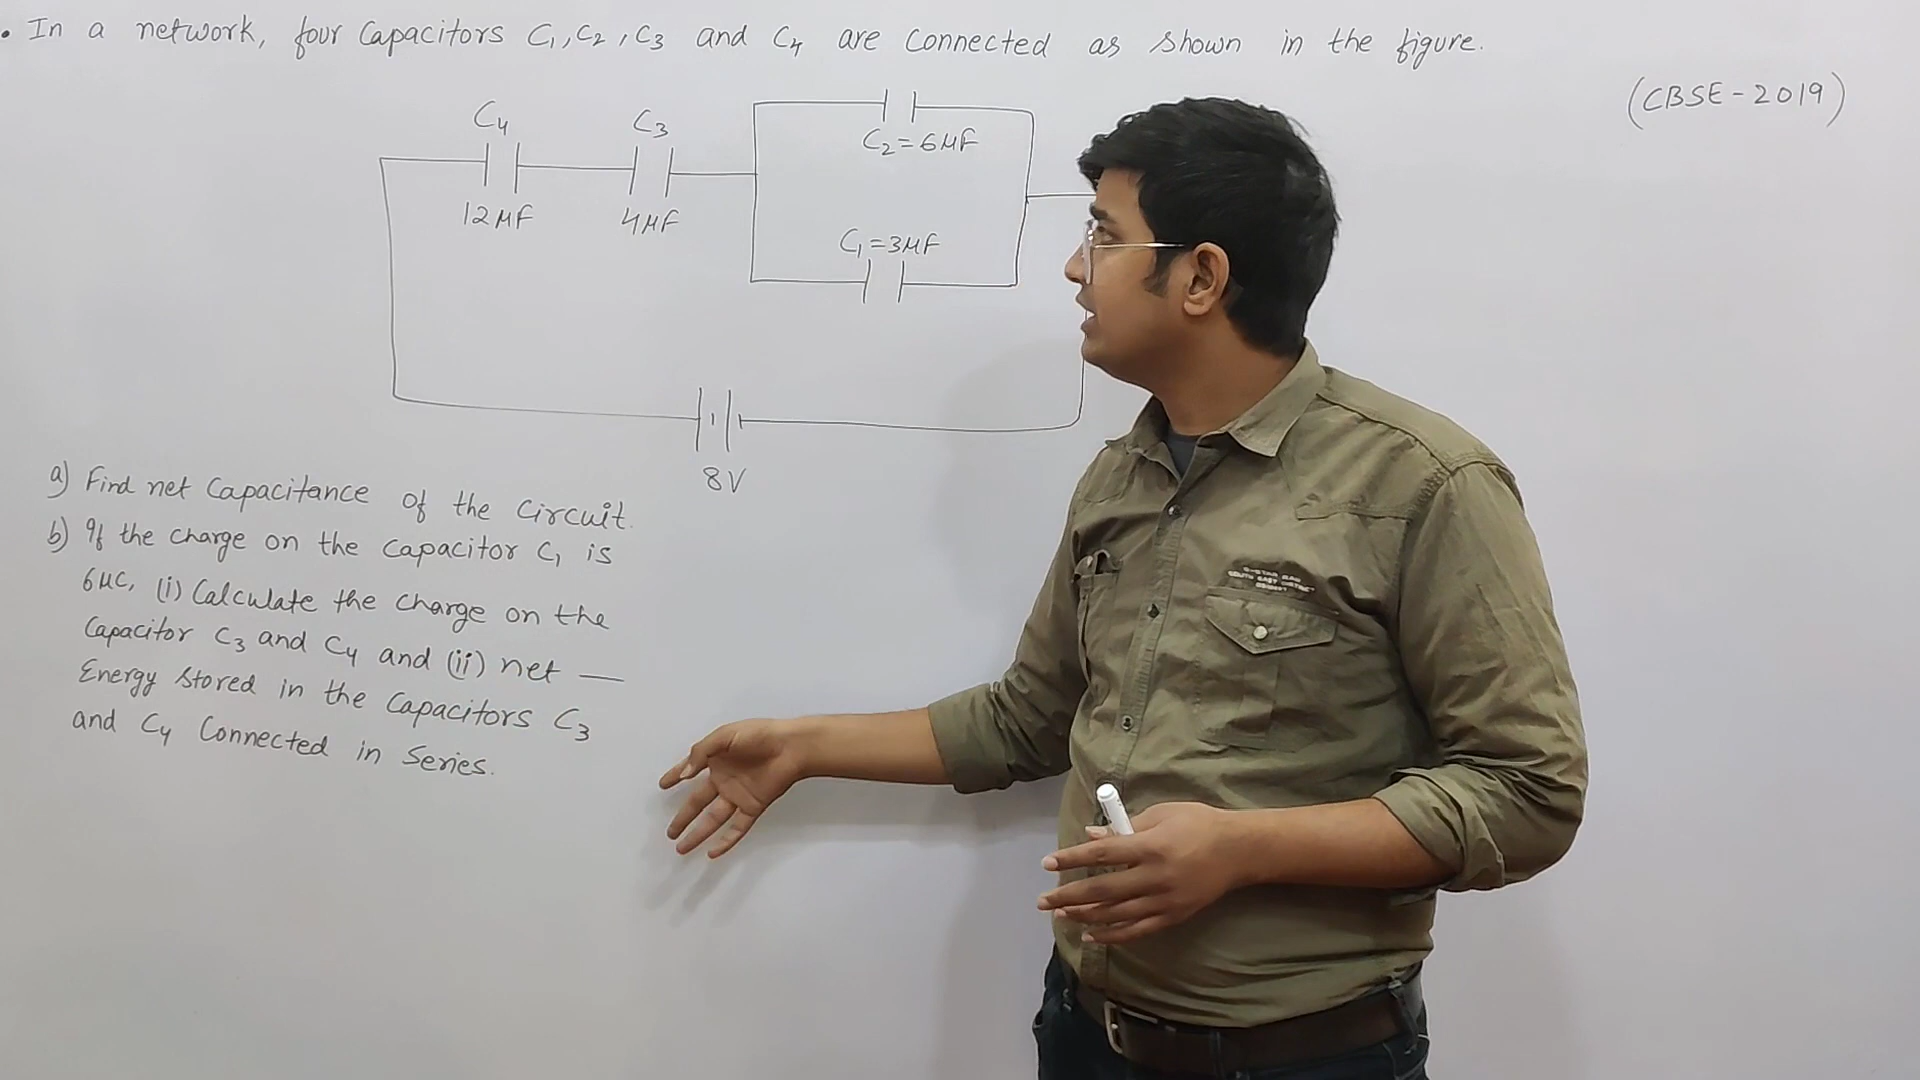 . In a network, four Capacitors C₁, C₂, C₃ and C₄ are Connected as shown in the figure.
(CBSE-2019)
C₄
C₃
C₂ = 6μF
12μF
4μF
C₁ = 3μF
8V
a) Find net Capacitance of the Circuit.
b) If the charge on the Capacitor C₁ is
6μC, (i) Calculate the charge on the
Capacitor C₃ and C₄ and (ii) net —
Energy stored in the Capacitors C₃
and C₄ Connected in Series.